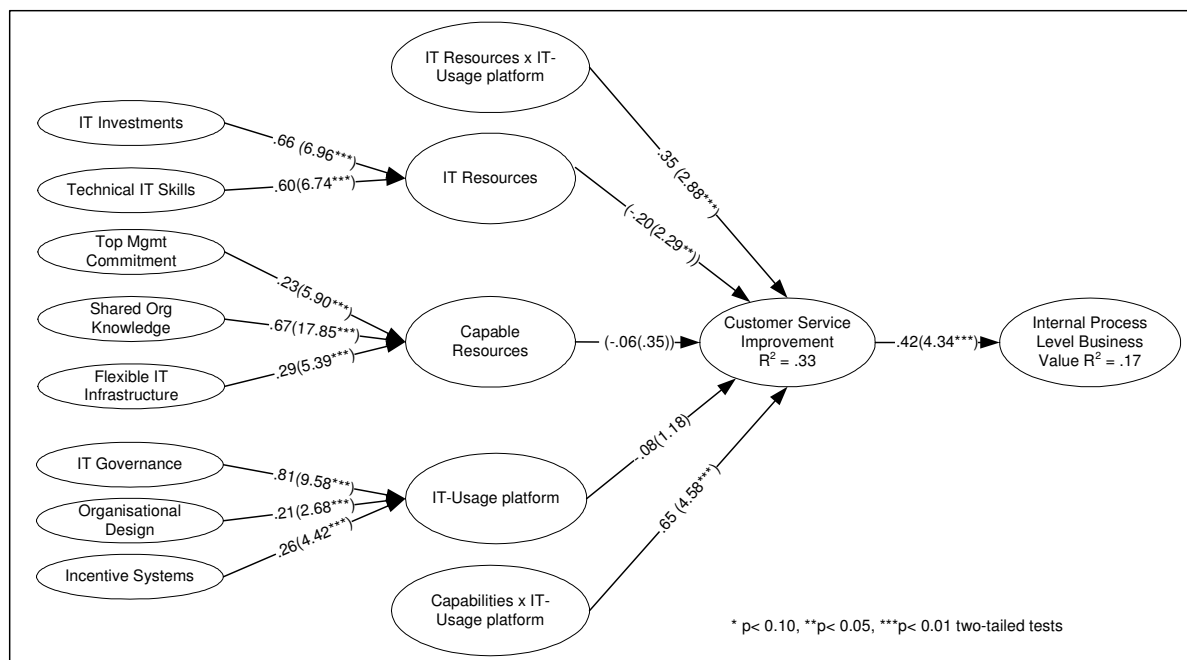 IT Resources x IT-
Usage platform
IT Investments
.66 (6.96***)
Technical IT Skills
.60(6.74***)
IT Resources
.35 (2.88***)
(-.20(2.29**))
Top Mgmt
Commitment
.23(5.90***)
Shared Org
Knowledge
.67(17.85***)
Flexible IT
Infrastructure
.29(5.39***)
Capable
Resources
(-.06(.35))
Customer Service
Improvement
R² = .33
.42(4.34***)
Internal Process
Level Business
Value R² = .17
IT Governance
.81(9.58***)
Organisational
Design
.21(2.68***)
Incentive Systems
.26(4.42***)
IT-Usage platform
-.08(1.18)
.65 (4.58***)
Capabilities x IT-
Usage platform
* p< 0.10, **p< 0.05, ***p< 0.01 two-tailed tests